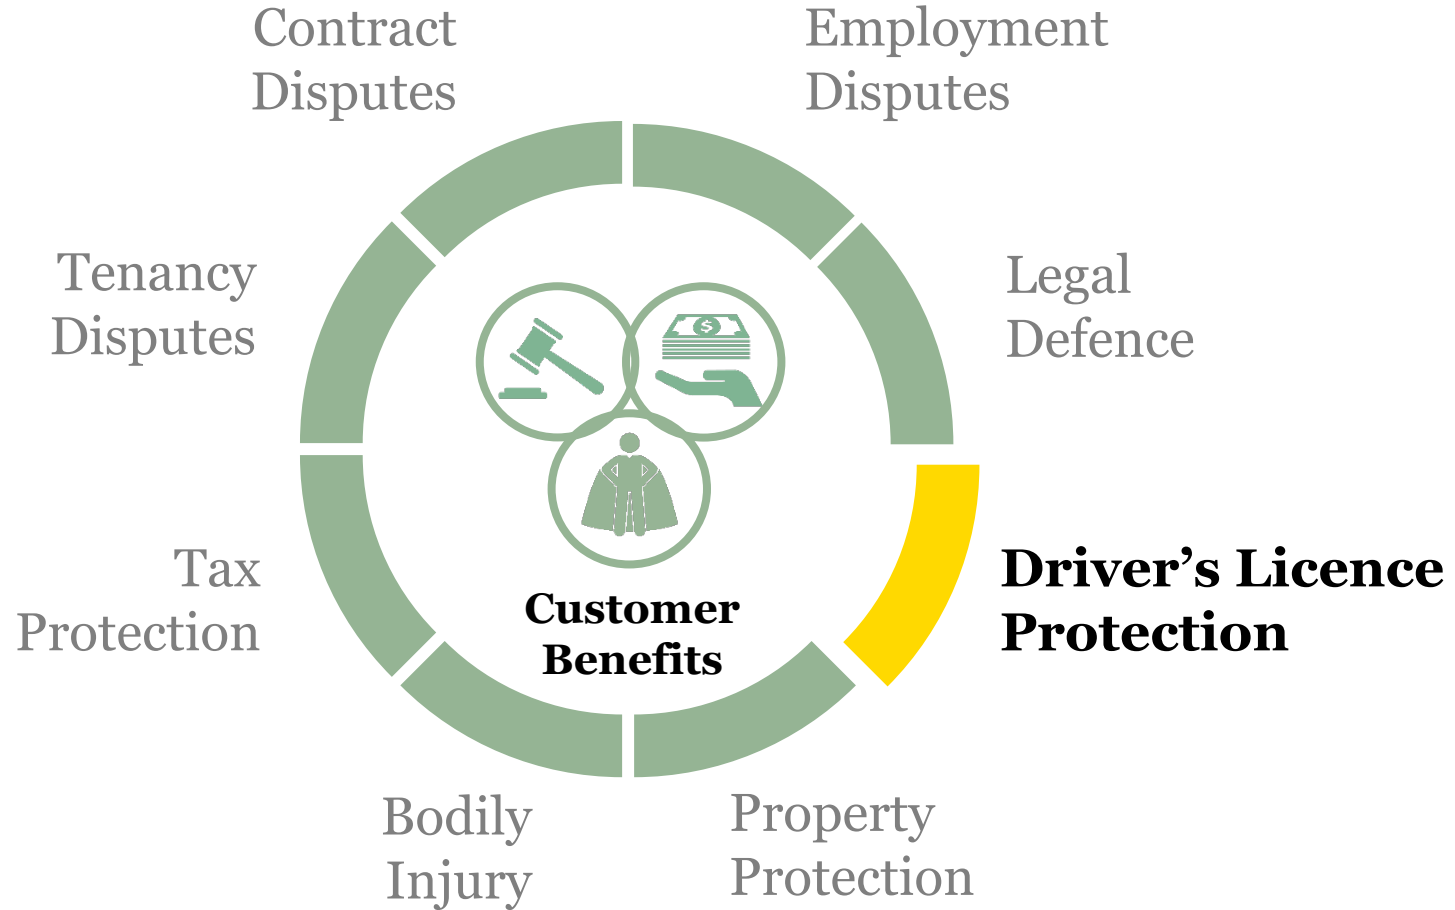 Contract
Disputes
Employment
Disputes
Tenancy
Disputes
Legal
Defence
$
Tax
Protection
Customer
Benefits
Driver’s Licence
Protection
Bodily
Injury
Property
Protection